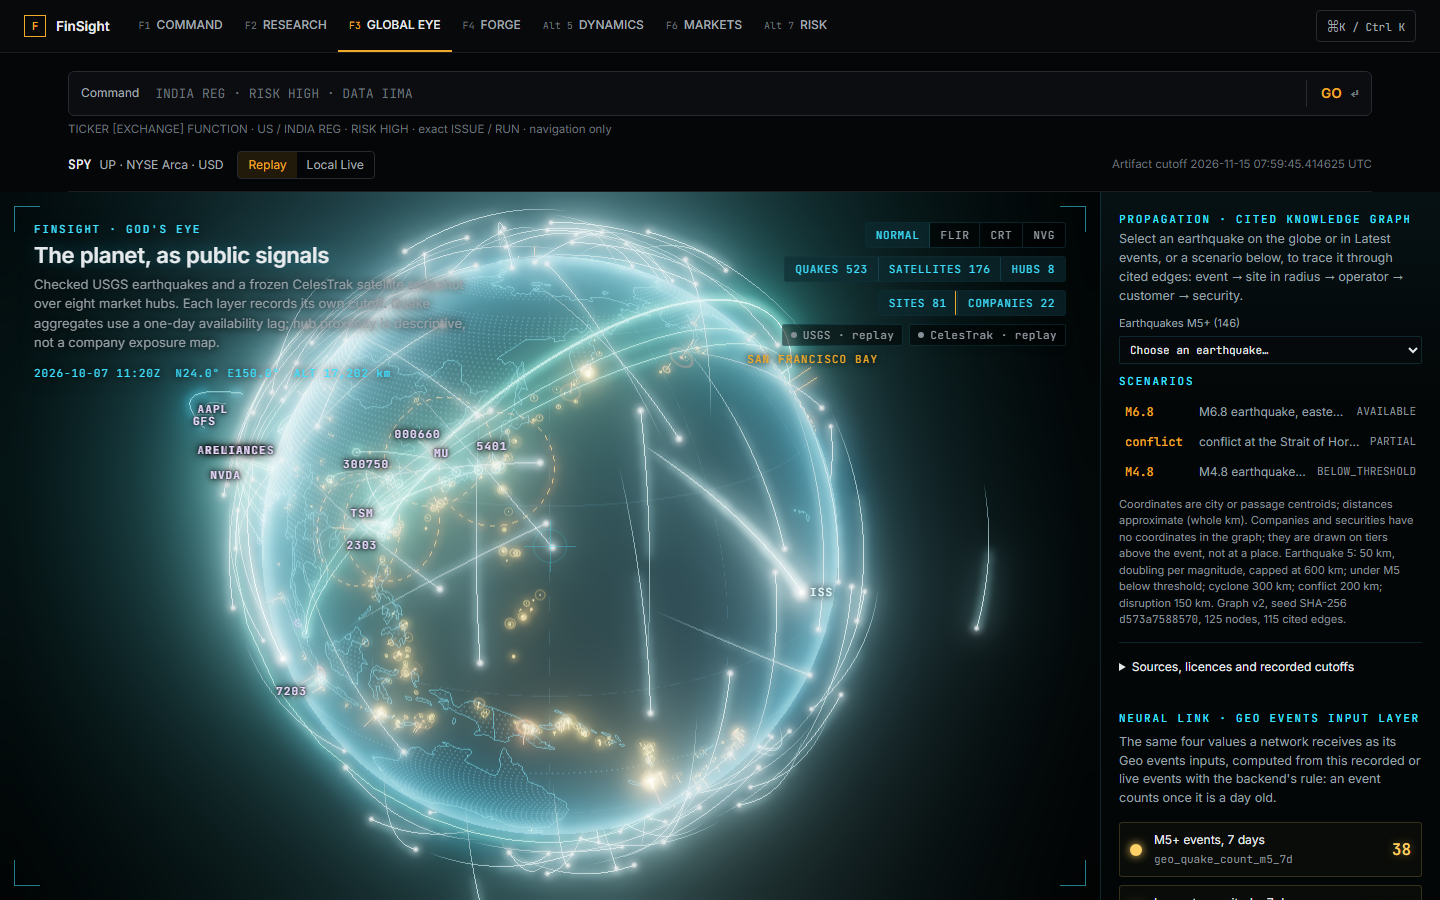 F FinSight F1 COMMAND F2 RESEARCH F3 GLOBAL EYE F4 FORGE Alt 5 DYNAMICS F6 MARKETS Alt 7 RISK ⌘K / Ctrl K
Command INDIA REG · RISK HIGH · DATA IIMA GO ↵
TICKER [EXCHANGE] FUNCTION · US / INDIA REG · RISK HIGH · exact ISSUE / RUN · navigation only
SPY UP · NYSE Arca · USD Replay Local Live Artifact cutoff 2026-11-15 07:59:45.414625 UTC
FINSIGHT · GOD'S EYE
The planet, as public signals
Checked USGS earthquakes and a frozen CelesTrak satellite
over eight market hubs. Each layer records its own
aggregates use a one-day availability lag; hub proximity is descriptive,
not a company exposure map.
2026-10-07 11:20Z N24.0° E150. km
NORMAL FLIR CRT NVG
QUAKES 523 SATELLITES 176 HUBS 8
SITES 81 COMPANIES 22
USGS · replay CelesTrak · replay
SAN FRANCISCO BAY
AAPL
GFS
RELIANCES
NVDA
000660
MU
5401
300750
TSM
2303
ISS
7203
PROPAGATION · CITED KNOWLEDGE GRAPH
Select an earthquake on the globe or in Latest
events, or a scenario below, to trace it through
cited edges: event → site in radius → operator →
customer → security.
Earthquakes M5+ (146)
Choose an earthquake…
SCENARIOS
M6.8 M6.8 earthquake, easte... AVAILABLE
conflict conflict at the Strait of Hor... PARTIAL
M4.8 M4.8 earthquake... BELOW_THRESHOLD
Coordinates are city or passage centroids; distances
approximate (whole km). Companies and securities have
no coordinates in the graph; they are drawn on tiers
above the event, not at a place. Earthquake 5: 50 km,
doubling per magnitude, capped at 600 km; under M5
below threshold; cyclone 300 km; conflict 200 km;
disruption 150 km. Graph v2, seed SHA-256
d573a7588570, 125 nodes, 115 cited edges.
Sources, licences and recorded cutoffs
NEURAL LINK · GEO EVENTS INPUT LAYER
The same four values a network receives as its
Geo events inputs, computed from this recorded or
live events with the backend's rule: an event
counts once it is a day old.
M5+ events, 7 days 38
geo_quake_count_m5_7d